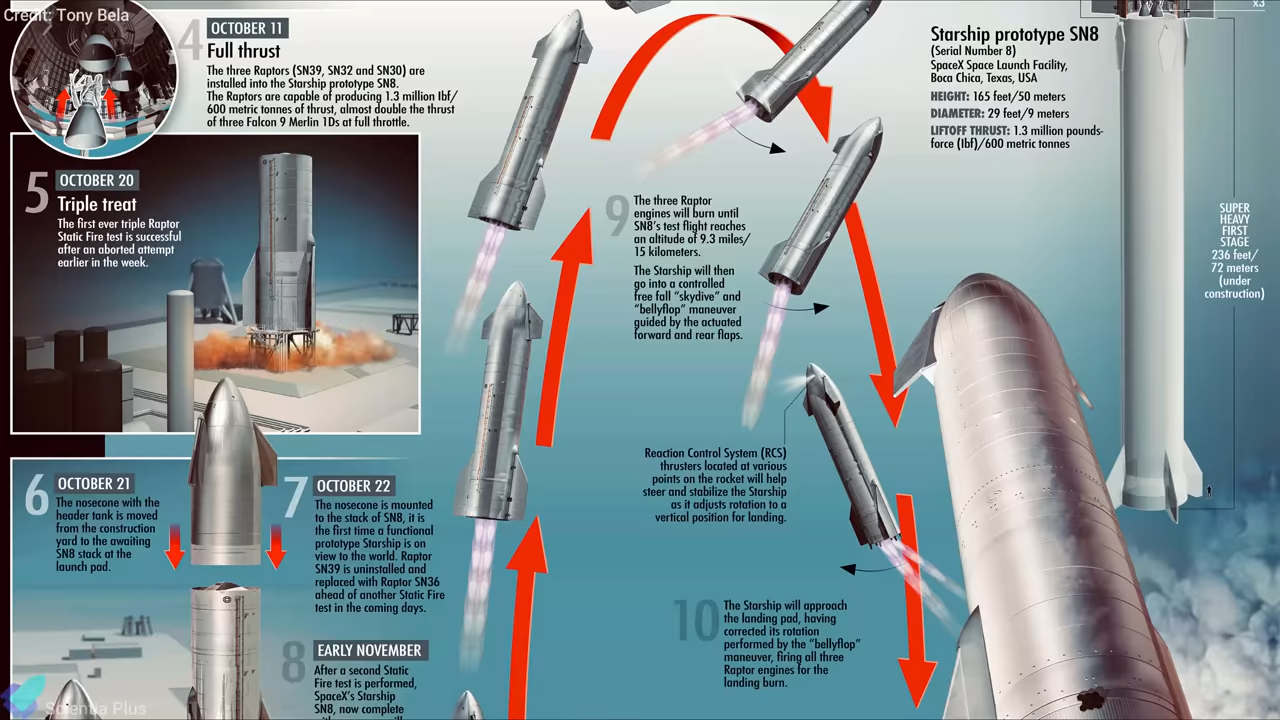 Credit: Tony Bela
4
OCTOBER 11
Full thrust
The three Raptors (SN39, SN32 and SN30) are
installed into the Starship prototype SN8.
The Raptors are capable of producing 1.3 million lbf/
600 metric tonnes of thrust, almost double the thrust
of three Falcon 9 Merlin 1Ds at full throttle.
5
OCTOBER 20
Triple treat
The first ever triple Raptor
Static Fire test is successful
after an aborted attempt
earlier in the week.
6
OCTOBER 21
The nosecone with the
header tank is moved
from the construction
yard to the awaiting
SN8 stack at the
launch pad.
7
OCTOBER 22
The nosecone is mounted
to the stack of SN8, it is
the first time a functional
prototype Starship is on
view to the world. Raptor
SN39 is uninstalled and
replaced with Raptor SN36
ahead of another Static Fire
test in the coming days.
8
EARLY NOVEMBER
After a second Static
Fire test is performed,
SpaceX's Starship
SN8, now complete
9
The three Raptor
engines will burn until
SN8's test flight reaches
an altitude of 9.3 miles/
15 kilometers.
The Starship will then
go into a controlled
free fall "skydive" and
"bellyflop" maneuver
guided by the actuated
forward and rear flaps.
Reaction Control System (RCS)
thrusters located at various
points on the rocket will help
steer and stabilize the Starship
as it adjusts rotation to a
vertical position for landing.
10
The Starship will approach
the landing pad, having
corrected its rotation
performed by the "bellyflop"
maneuver, firing all three
Raptor engines for the
landing burn.
x3
Starship prototype SN8
(Serial Number 8)
SpaceX Space Launch Facility,
Boca Chica, Texas, USA
HEIGHT: 165 feet/50 meters
DIAMETER: 29 feet/9 meters
LIFTOFF THRUST: 1.3 million pounds-
force (lbf)/600 metric tonnes
SUPER
HEAVY
FIRST
STAGE
236 feet/
72 meters
(under
construction)
Scientia Plus